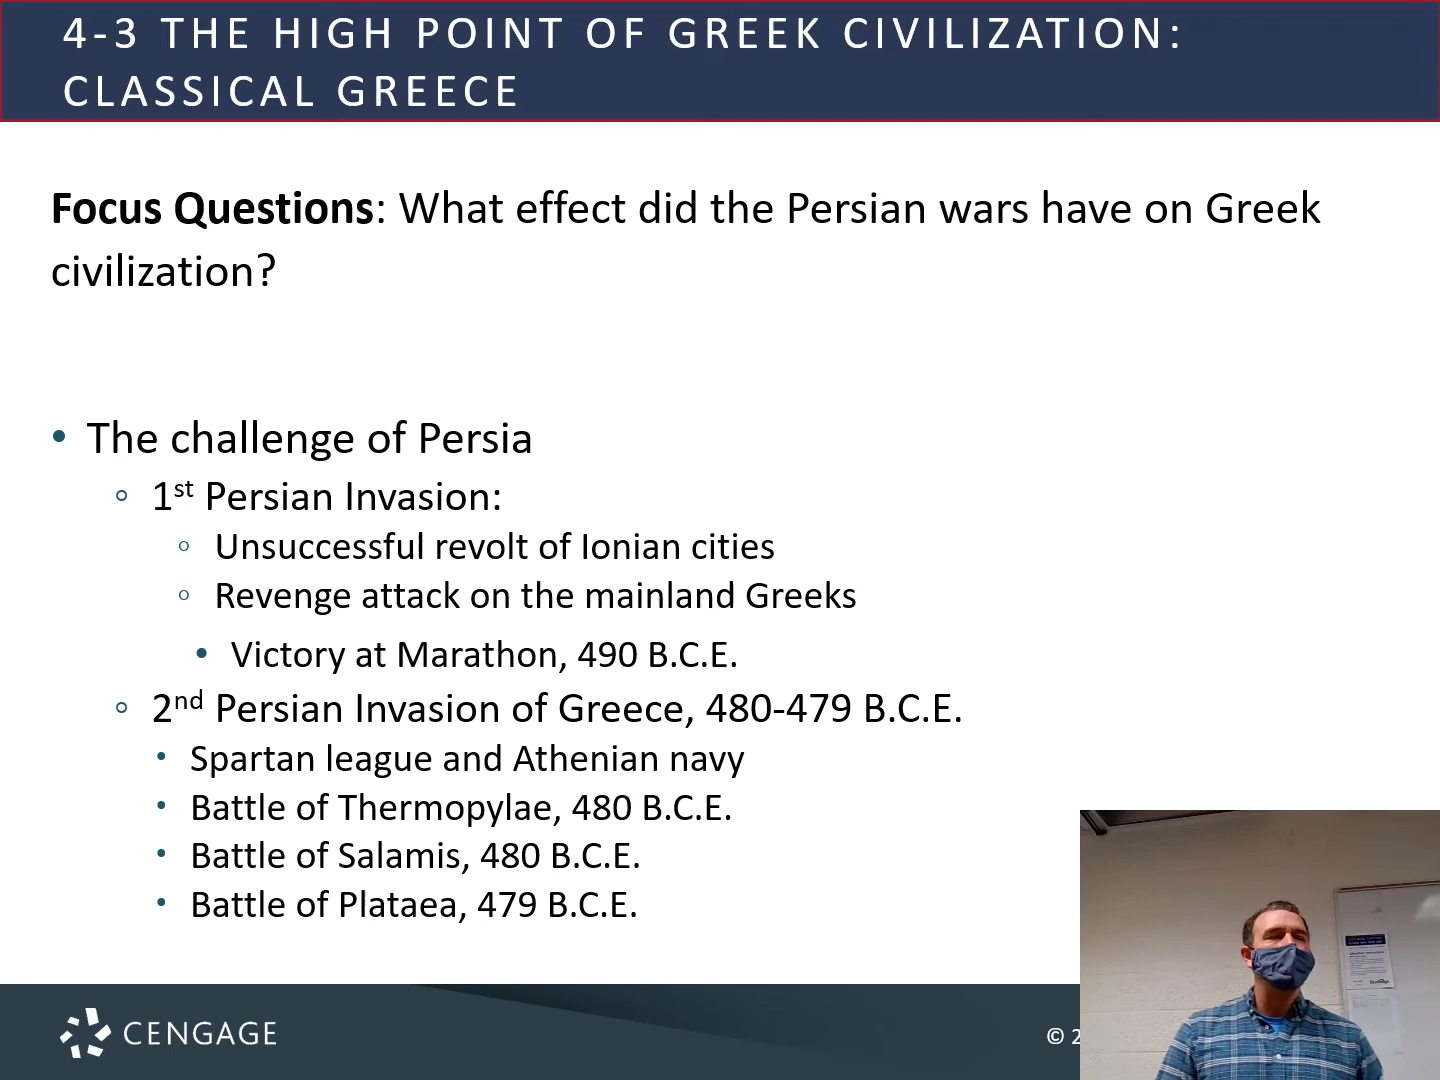 4-3 THE HIGH POINT OF GREEK CIVILIZATION:
CLASSICAL GREECE
Focus Questions: What effect did the Persian wars have on Greek
civilization?
• The challenge of Persia
◦ 1st Persian Invasion:
◦ Unsuccessful revolt of Ionian cities
◦ Revenge attack on the mainland Greeks
• Victory at Marathon, 490 B.C.E.
◦ 2nd Persian Invasion of Greece, 480-479 B.C.E.
• Spartan league and Athenian navy
• Battle of Thermopylae, 480 B.C.E.
• Battle of Salamis, 480 B.C.E.
• Battle of Plataea, 479 B.C.E.
CENGAGE
© 2